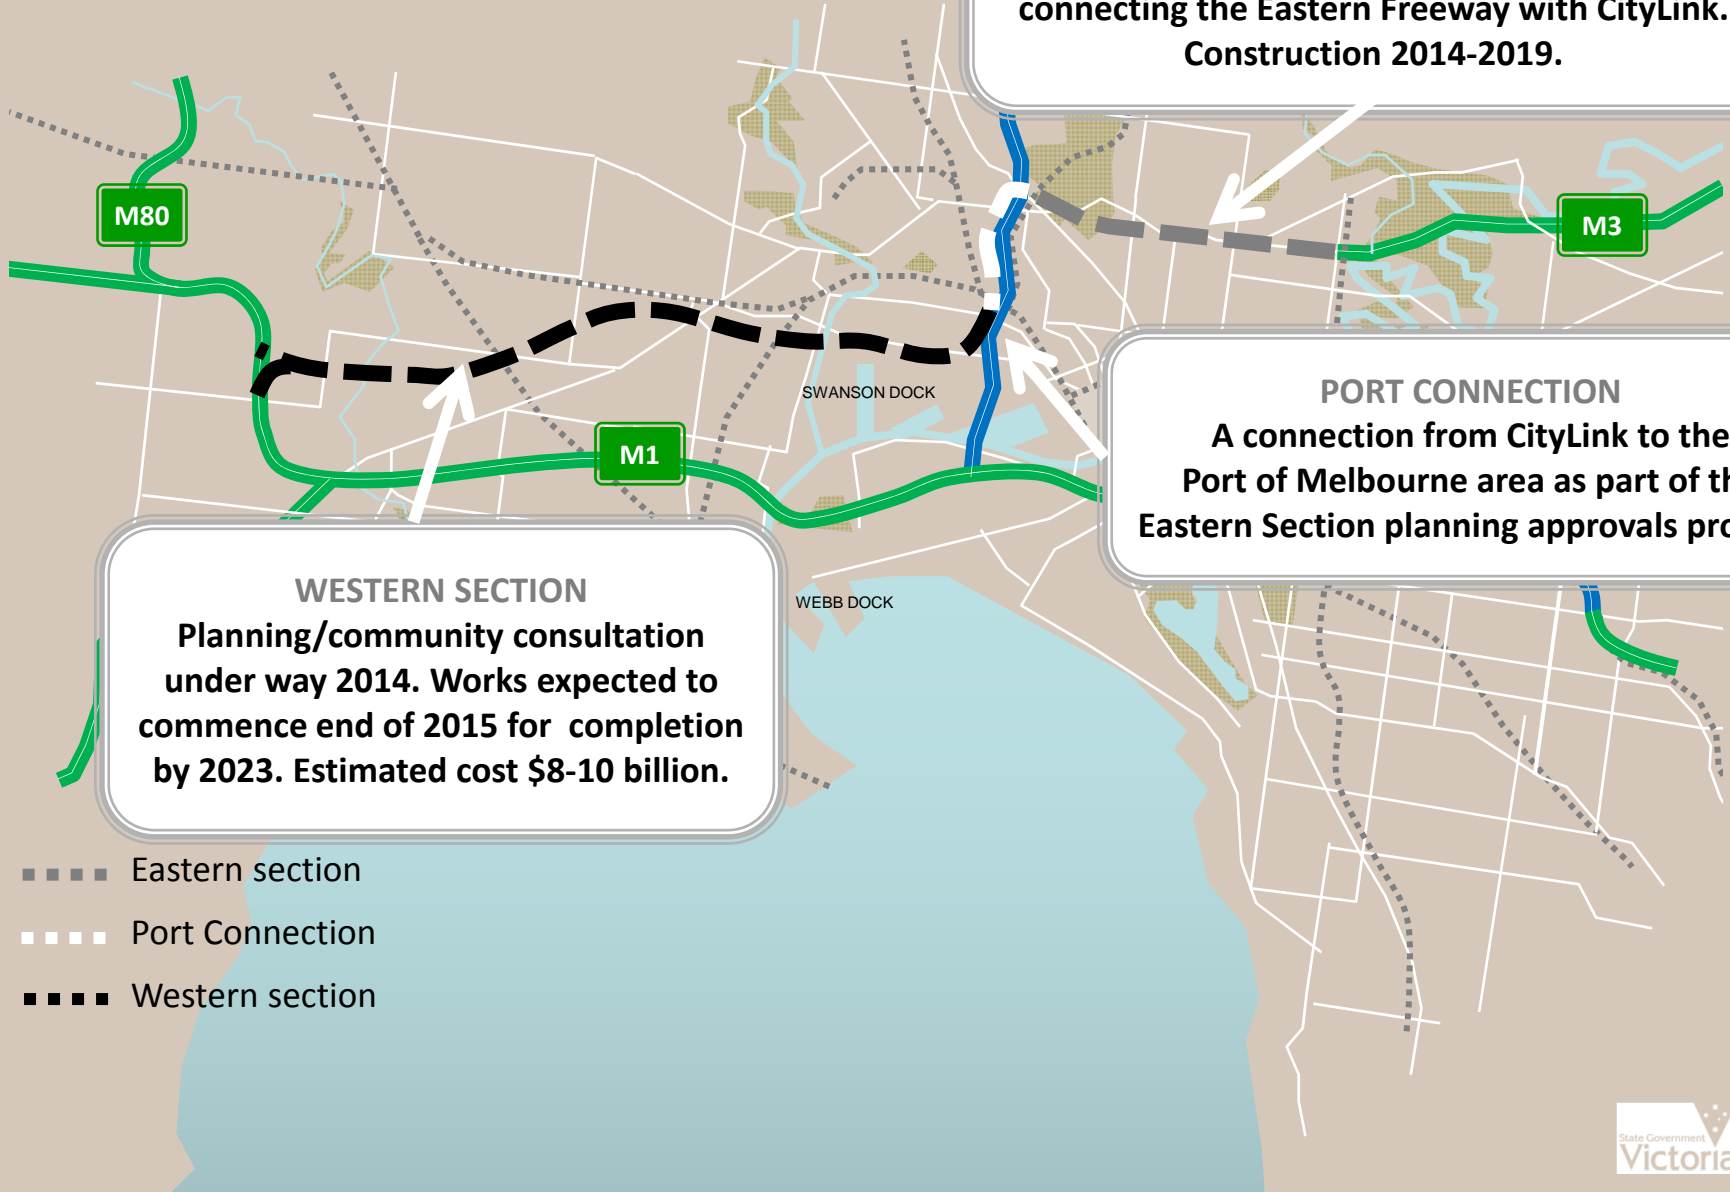 connecting the Eastern Freeway with CityLink.
Construction 2014-2019.
M80
M3
SWANSON DOCK
M1
PORT CONNECTION
A connection from CityLink to the
Port of Melbourne area as part of th
Eastern Section planning approvals pro
WESTERN SECTION
Planning/community consultation
under way 2014. Works expected to
commence end of 2015 for completion
by 2023. Estimated cost $8-10 billion.
WEBB DOCK
Eastern section
Port Connection
Western section
State Government
Victoria